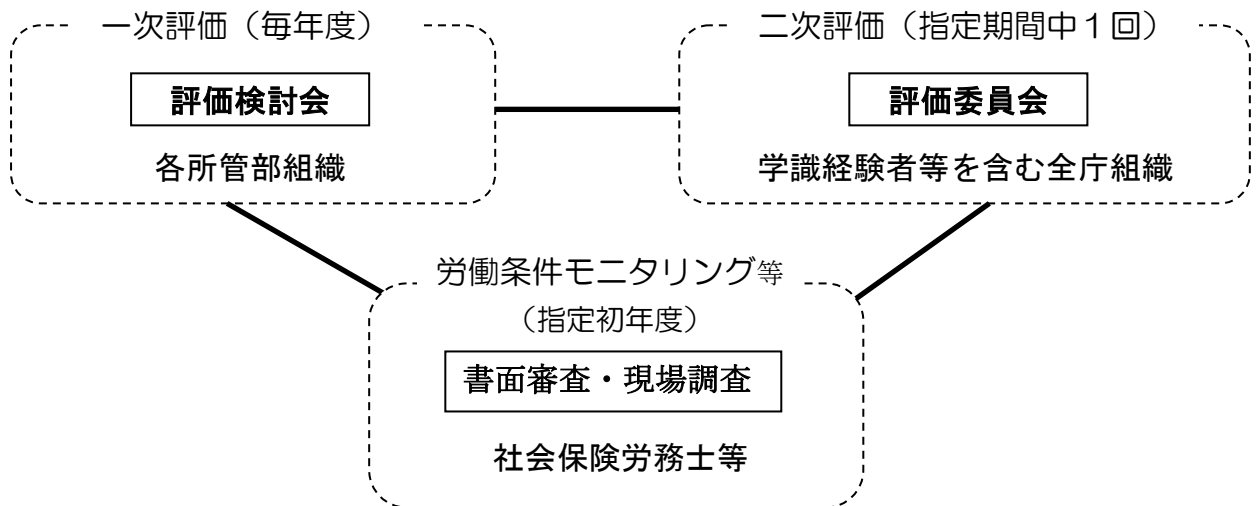 一次評価（毎年度）
評価検討会
各所管部組織
二次評価（指定期間中１回）
評価委員会
学識経験者等を含む全庁組織
労働条件モニタリング等
（指定初年度）
書面審査・現場調査
社会保険労務士等